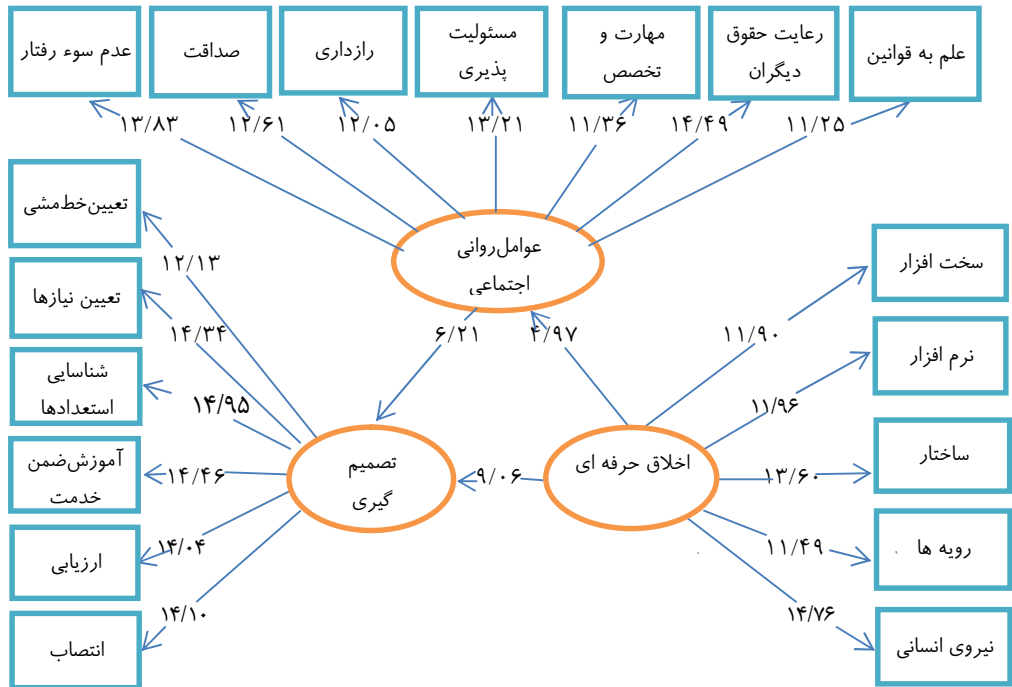 علم به قوانین
رعایت حقوق
دیگران
مهارت و
تخصص
مسئولیت
پذیری
رازداری
صداقت
عدم سوء رفتار
۱۱/۲۵
۱۴/۴۹
۱۱/۳۶
۱۳/۲۱
۱۲/۰۵
۱۲/۶۱
۱۳/۸۳
عوامل‌روانی
اجتماعی
۴/۹۷
۶/۲۱
سخت افزار
نرم افزار
ساختار
رویه ها
نیروی انسانی
۱۱/۹۰
۱۱/۹۶
۱۳/۶۰
۱۱/۴۹
۱۴/۷۶
اخلاق حرفه ای
۹/۰۶
تصمیم
گیری
۱۲/۱۳
۱۴/۳۴
۱۴/۹۵
۱۴/۴۶
۱۴/۰۴
۱۴/۱۰
تعیین‌خط‌مشی
تعیین نیازها
شناسایی
استعدادها
آموزش‌ضمن
خدمت
ارزیابی
انتصاب